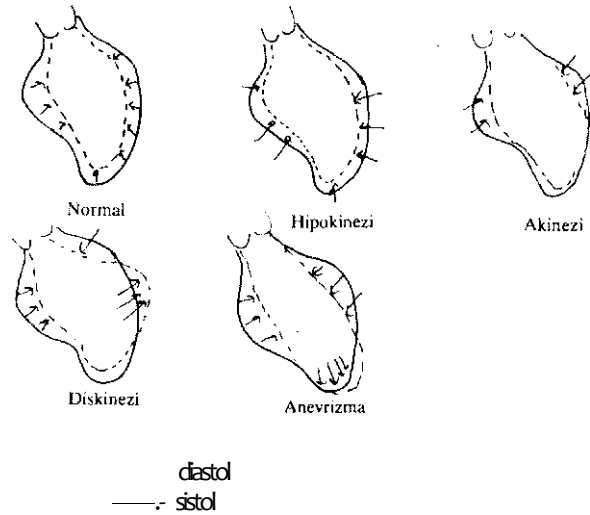 Normal
Hipokinezi
Akinezi
Diskinezi
Anevrizma
diastol
sistol